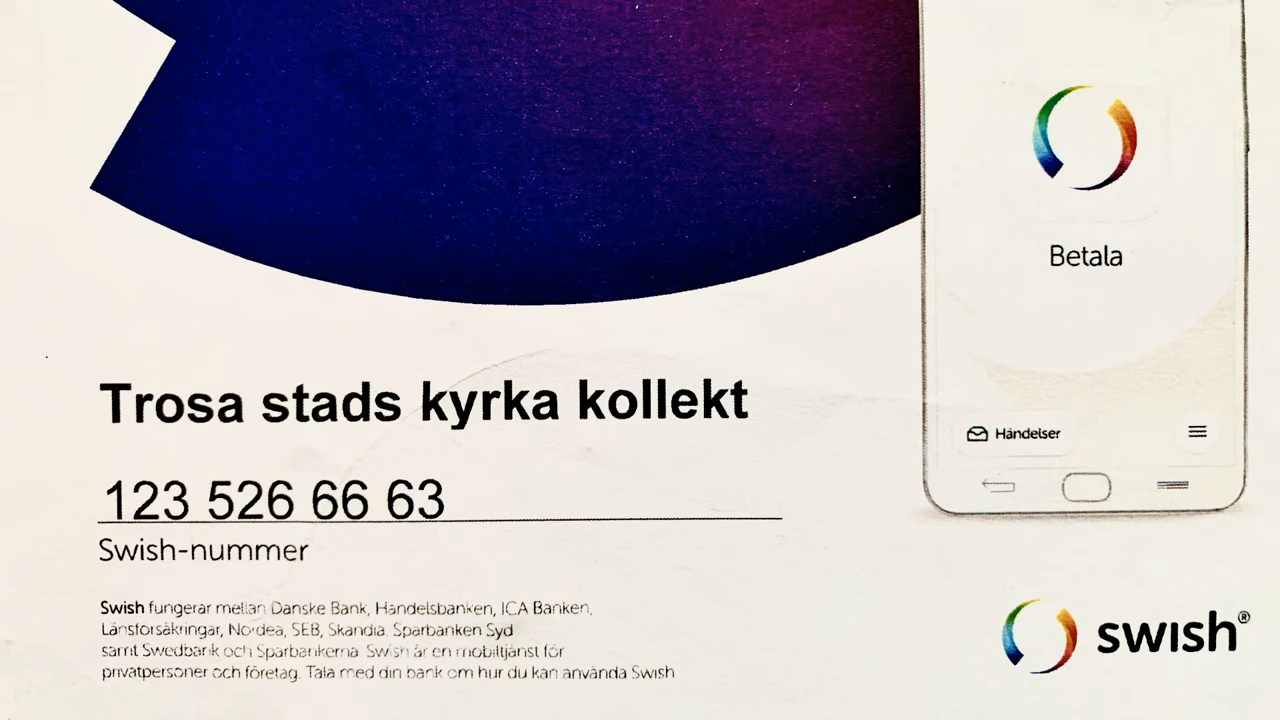 Betala
Händelser
Trosa stads kyrka kollekt
123 526 66 63
Swish-nummer
Swish fungerar mellan Danske Bank, Handelsbanken, ICA Banken,
Länsförsäkringar, Nordea, SEB, Skandia, Sparbanken Syd
samt Swedbank och Sparbankerna. Swish är en mobiltjänst för
privatpersoner och företag. Tala med din bank om hur du kan använda Swish
swish®